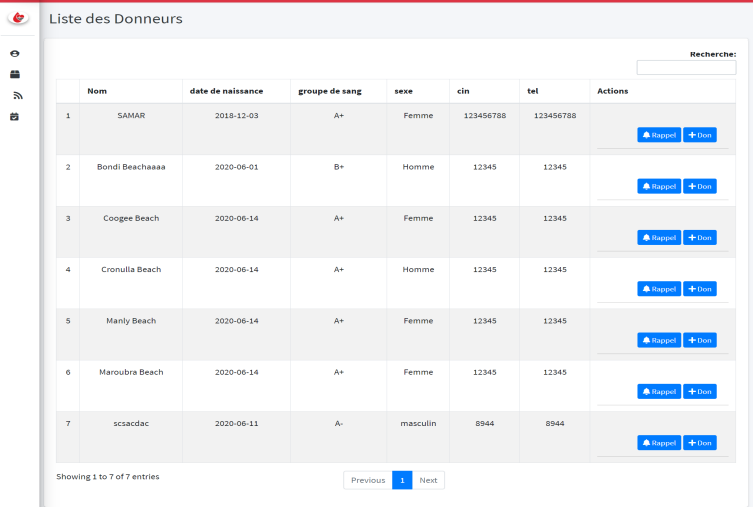 Liste des Donneurs
Recherche:
Nom date de naissance groupe de sang sexe cin tel Actions
1 SAMAR 2018-12-03 A+ Femme 123456788 123456788
Rappel Don
2 Bondi Beachaaaa 2020-06-01 B+ Homme 12345 12345
Rappel Don
3 Coogee Beach 2020-06-14 A+ Femme 12345 12345
Rappel Don
4 Cronulla Beach 2020-06-14 A+ Homme 12345 12345
Rappel Don
5 Manly Beach 2020-06-14 A+ Femme 12345 12345
Rappel Don
6 Maroubra Beach 2020-06-14 A+ Femme 12345 12345
Rappel Don
7 scsacdac 2020-06-11 A- masculin 8944 8944
Rappel Don
Showing 1 to 7 of 7 entries
Previous 1 Next